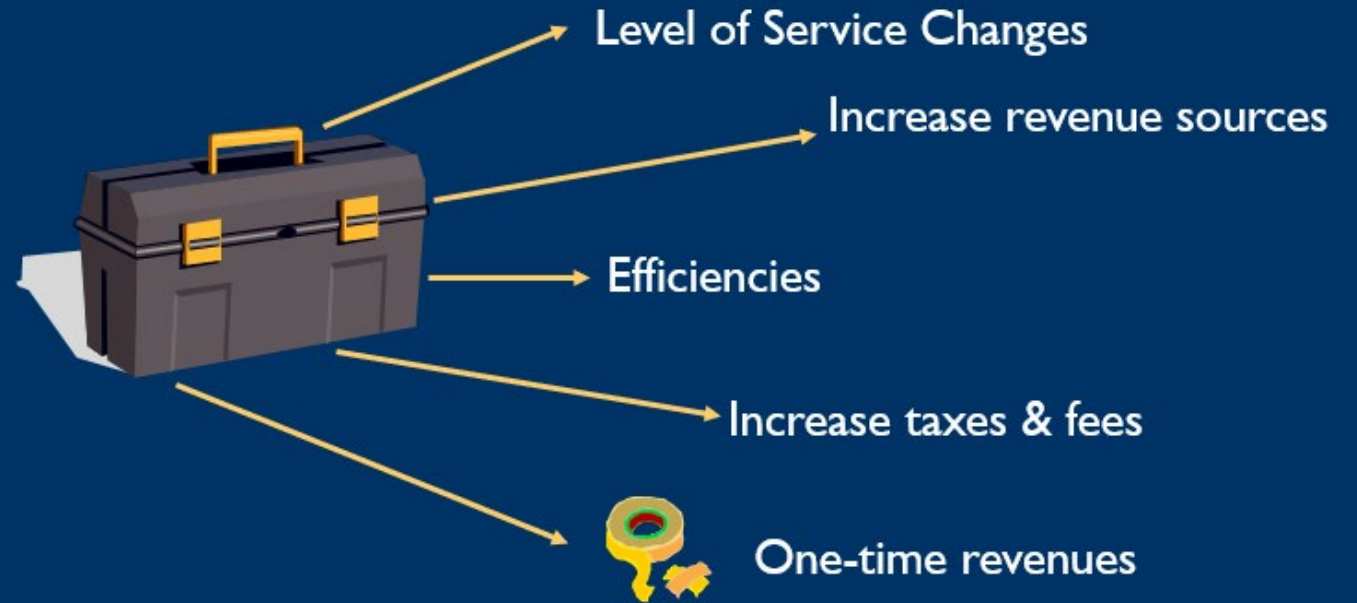 Level of Service Changes
Increase revenue sources
Efficiencies
Increase taxes & fees
One-time revenues